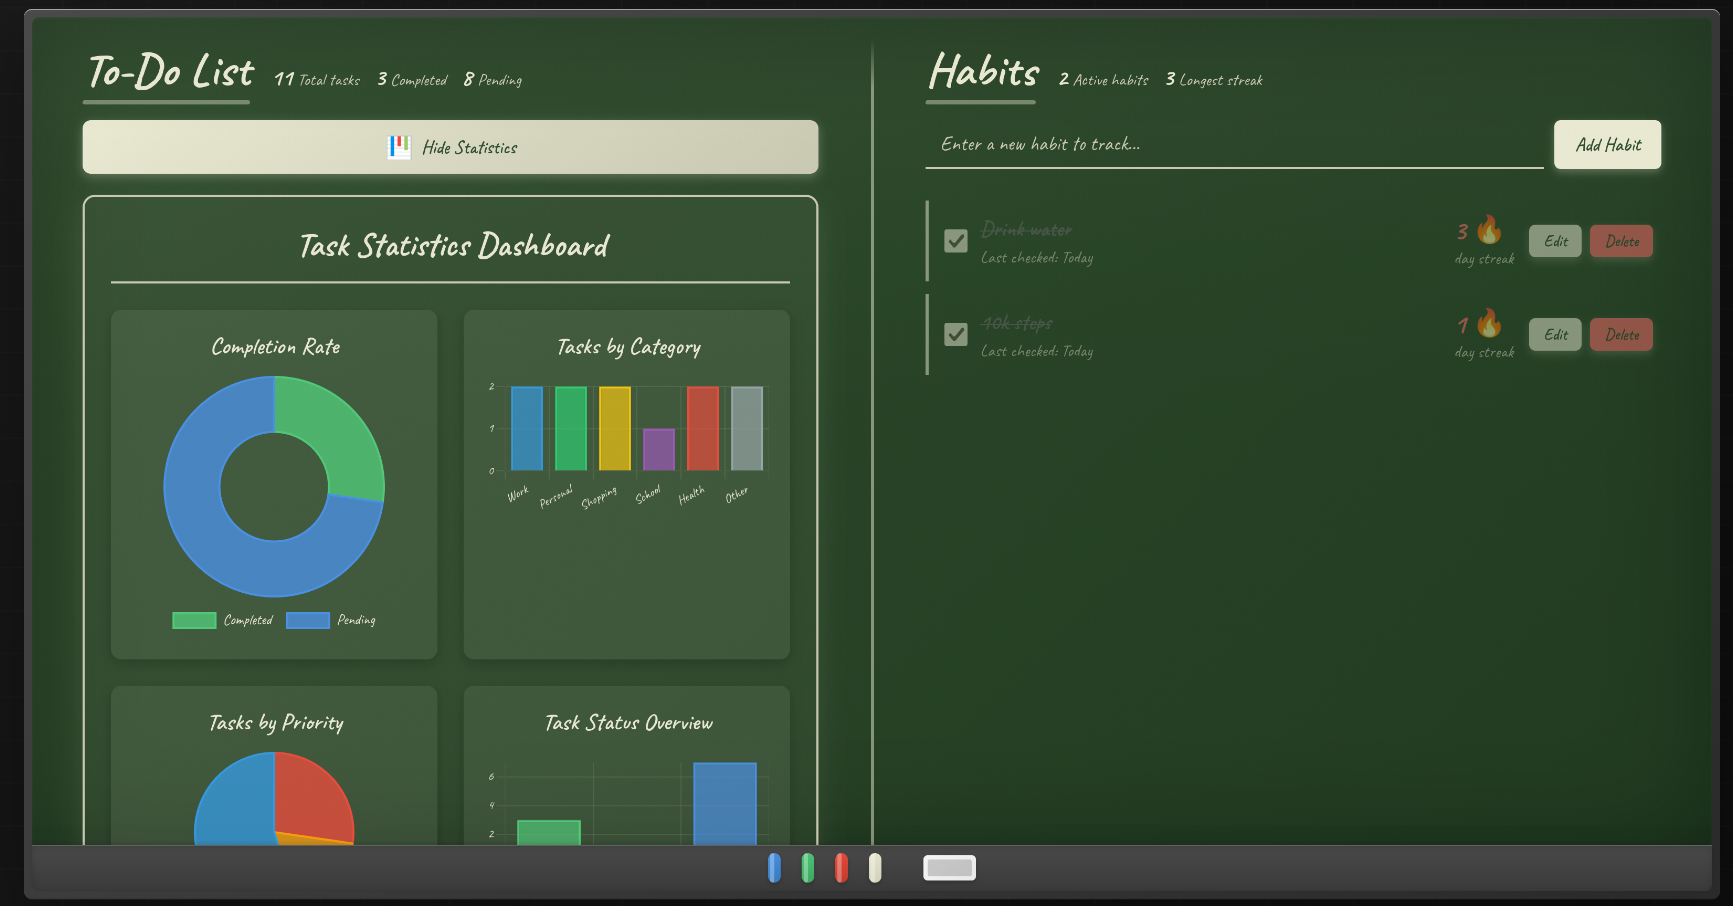 To-Do List 11 Total tasks 3 Completed 8 Pending
Hide Statistics
Task Statistics Dashboard
Completion Rate
Completed Pending
Tasks by Category
2
1
0
Work Personal Shopping School Health Other
Tasks by Priority
Task Status Overview
6
4
2
Habits 2 Active habits 3 Longest streak
Enter a new habit to track...
Add Habit
Drink water
Last checked: Today
3
day streak
Edit
Delete
10k steps
Last checked: Today
1
day streak
Edit
Delete